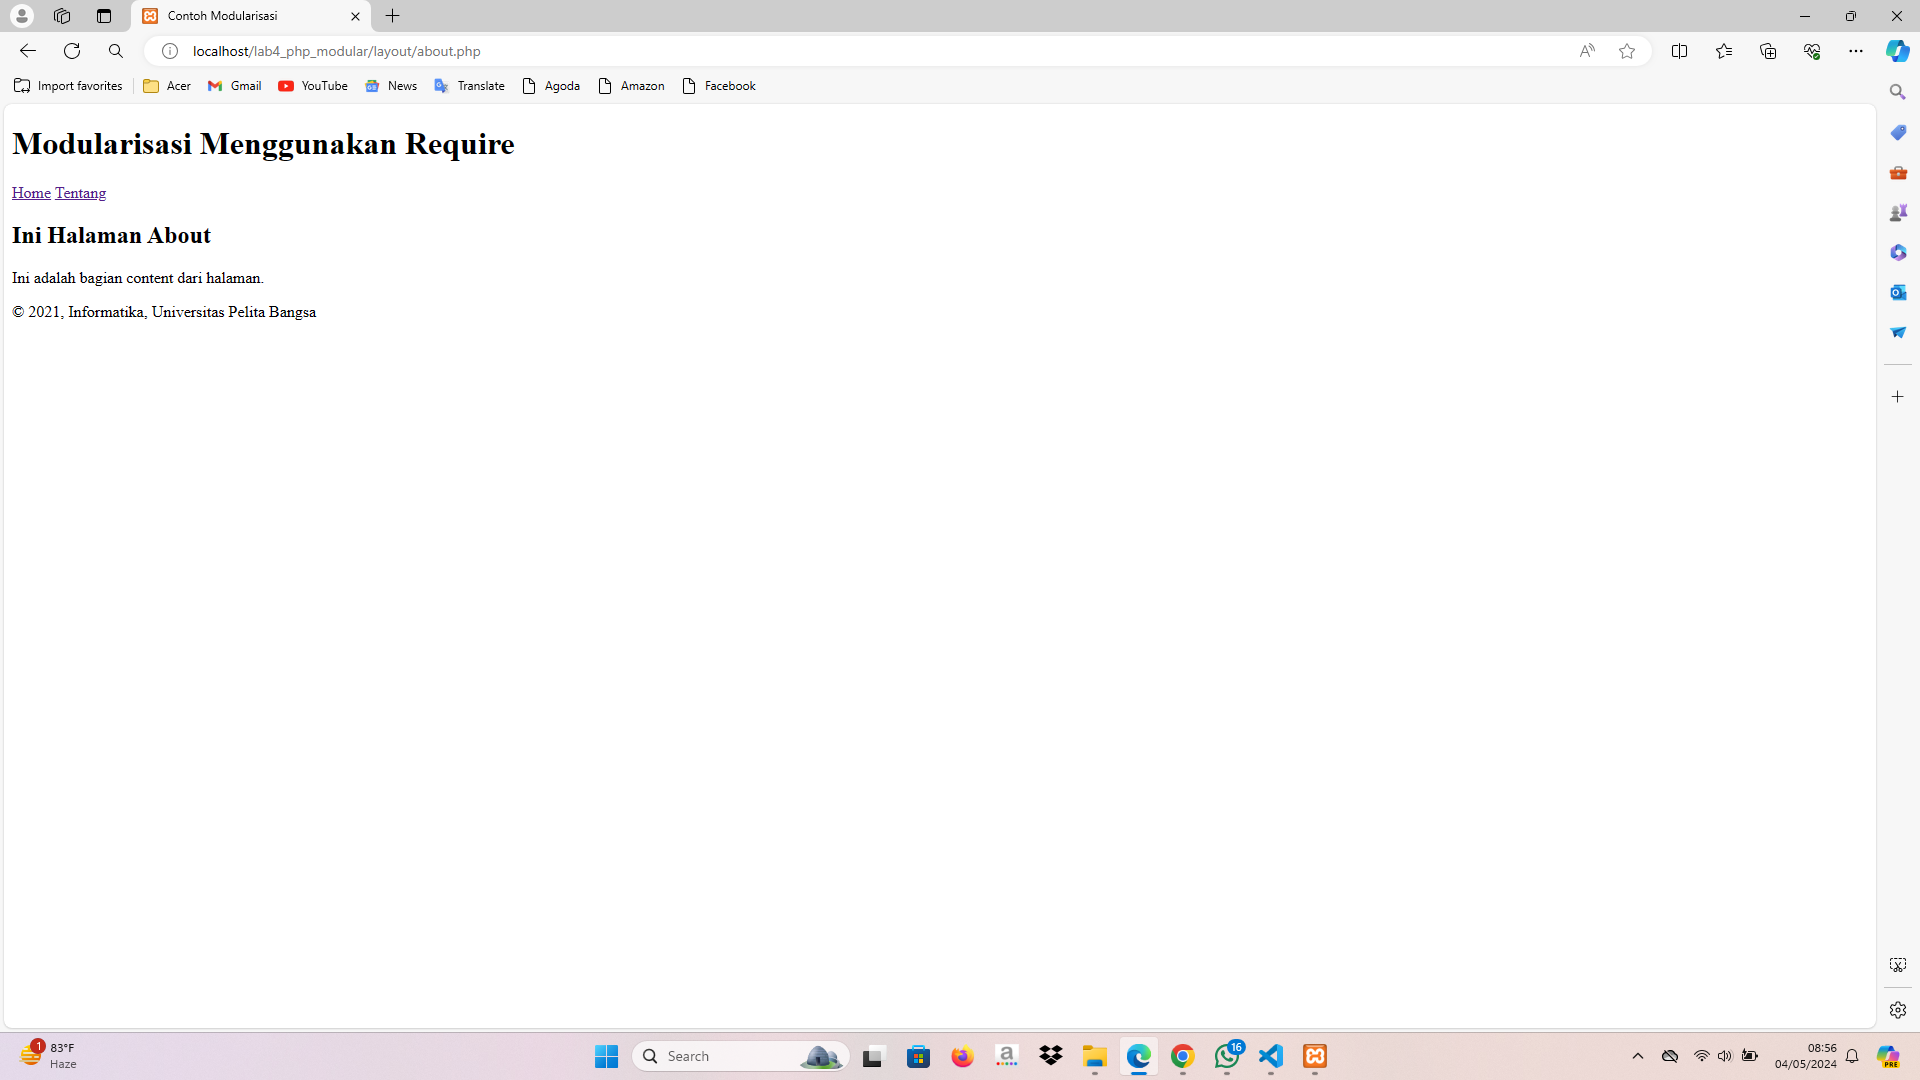 Contoh Modularisasi
localhost/lab4_php_modular/layout/about.php
Import favorites Acer Gmail YouTube News Translate Agoda Amazon Facebook
Modularisasi Menggunakan Require
Home Tentang
Ini Halaman About
Ini adalah bagian content dari halaman.
© 2021, Informatika, Universitas Pelita Bangsa
1
83°F
Haze
Search
16
08:56
04/05/2024
PRE